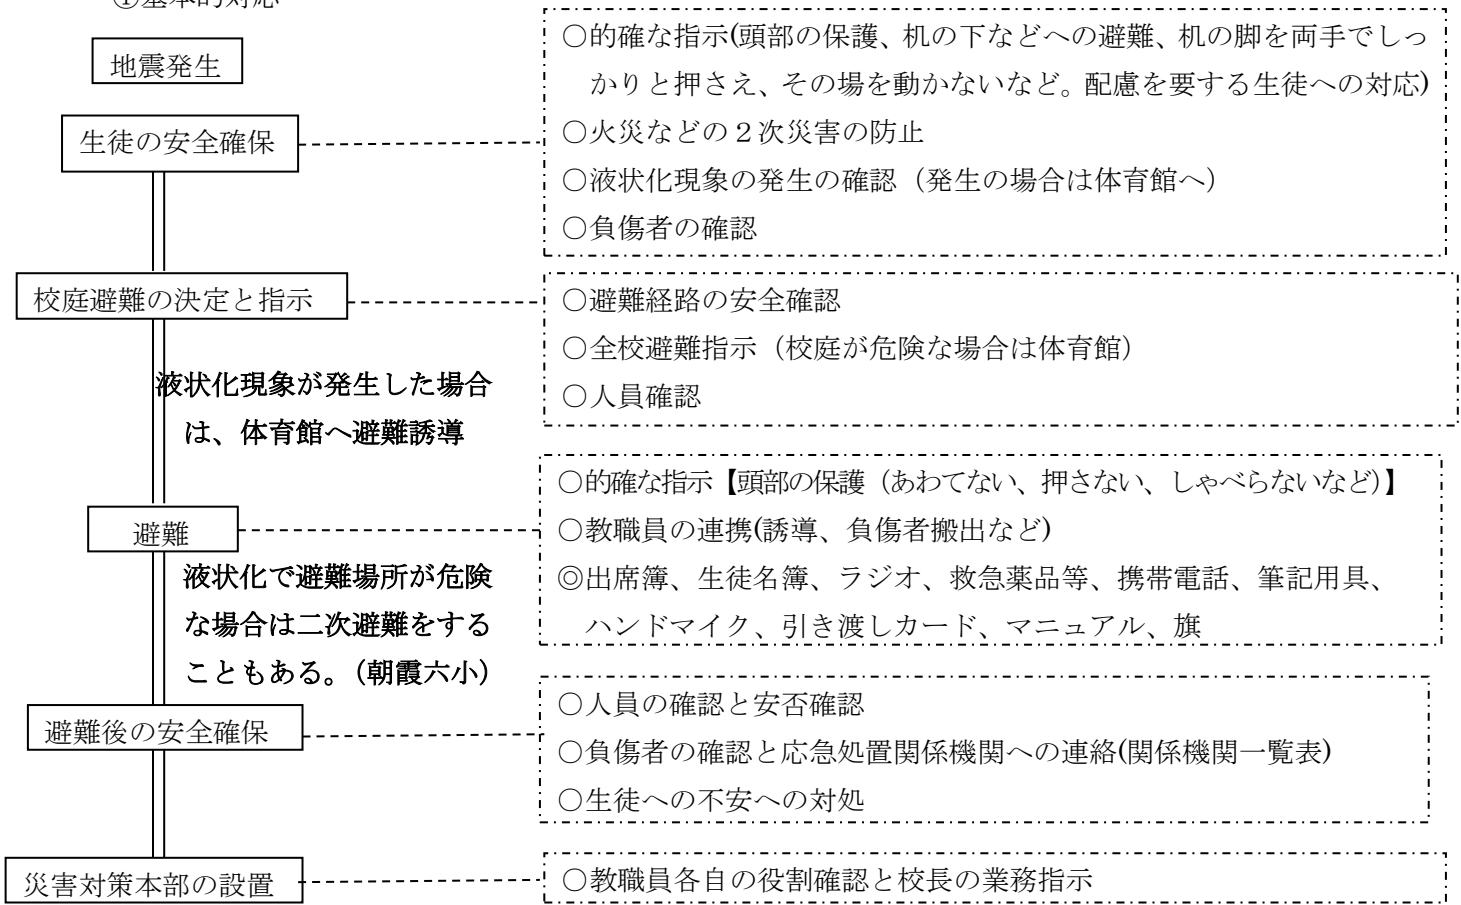 ①基本的対応
地震発生
生徒の安全確保
○的確な指示(頭部の保護、机の下などへの避難、机の脚を両手でしっ
かりと押さえ、その場を動かないなど。配慮を要する生徒への対応)
○火災などの２次災害の防止
○液状化現象の発生の確認（発生の場合は体育館へ）
○負傷者の確認
校庭避難の決定と指示
○避難経路の安全確認
○全校避難指示（校庭が危険な場合は体育館）
○人員確認
液状化現象が発生した場合
は、体育館へ避難誘導
避難
○的確な指示【頭部の保護（あわてない、押さない、しゃべらないなど）】
○教職員の連携(誘導、負傷者搬出など)
◎出席簿、生徒名簿、ラジオ、救急薬品等、携帯電話、筆記用具、
ハンドマイク、引き渡しカード、マニュアル、旗
液状化で避難場所が危険
な場合は二次避難をする
こともある。（朝霞六小）
避難後の安全確保
○人員の確認と安否確認
○負傷者の確認と応急処置関係機関への連絡(関係機関一覧表)
○生徒への不安への対処
災害対策本部の設置
○教職員各自の役割確認と校長の業務指示